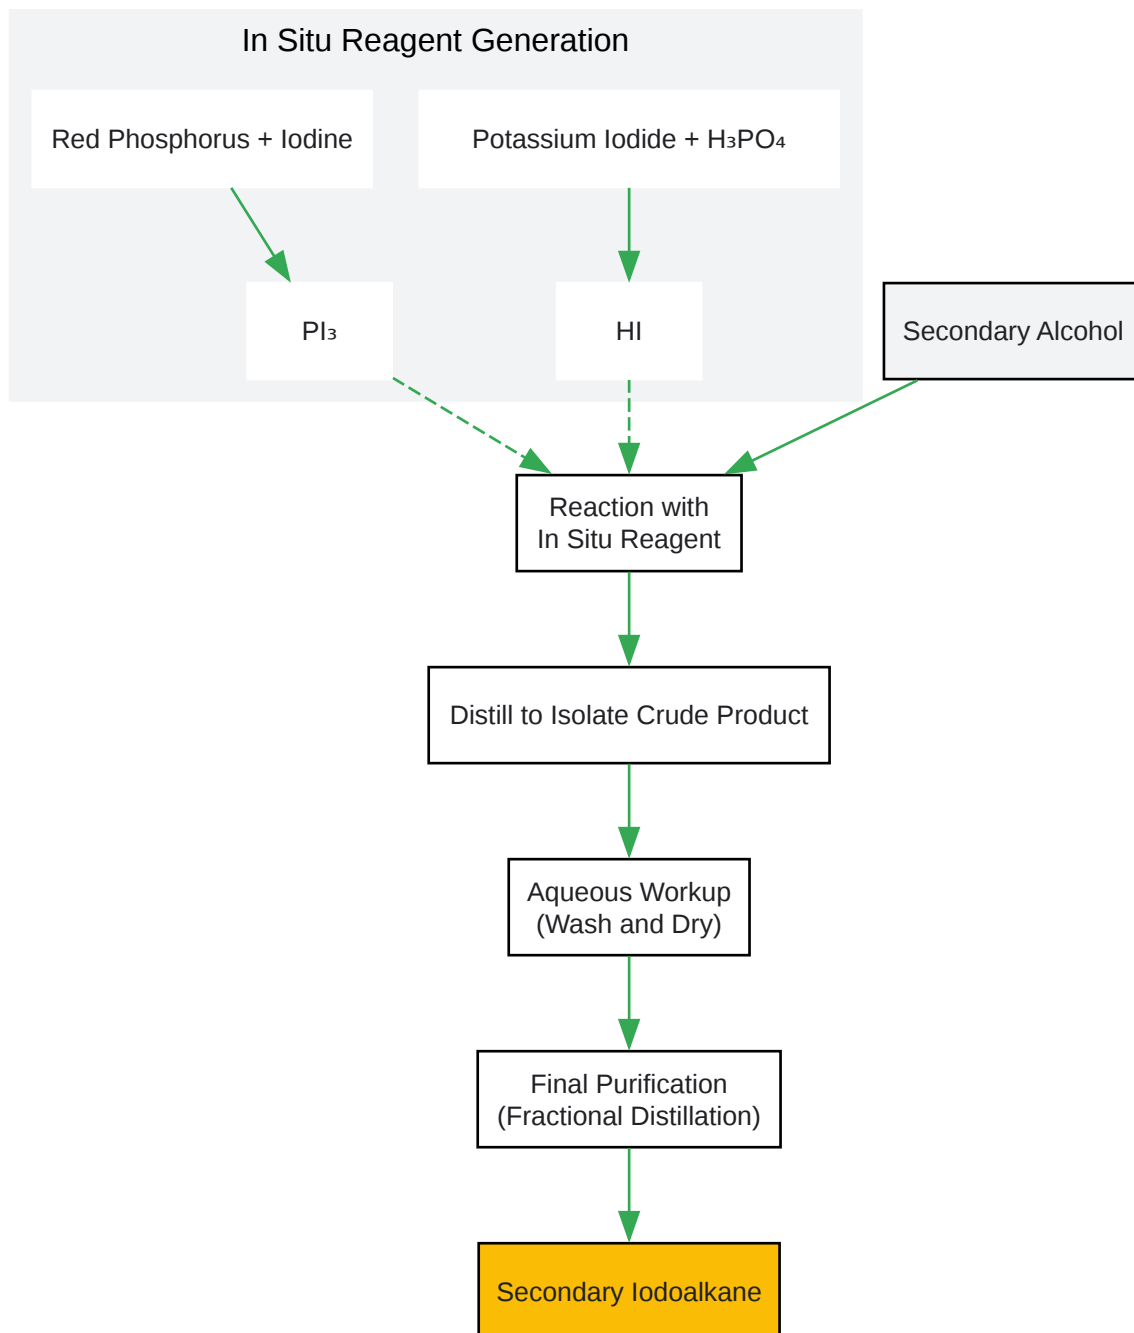 In Situ Reagent Generation
Red Phosphorus + Iodine
Potassium Iodide + H₃PO₄
PI₃
HI
Secondary Alcohol
Reaction with
In Situ Reagent
Distill to Isolate Crude Product
Aqueous Workup
(Wash and Dry)
Final Purification
(Fractional Distillation)
Secondary Iodoalkane